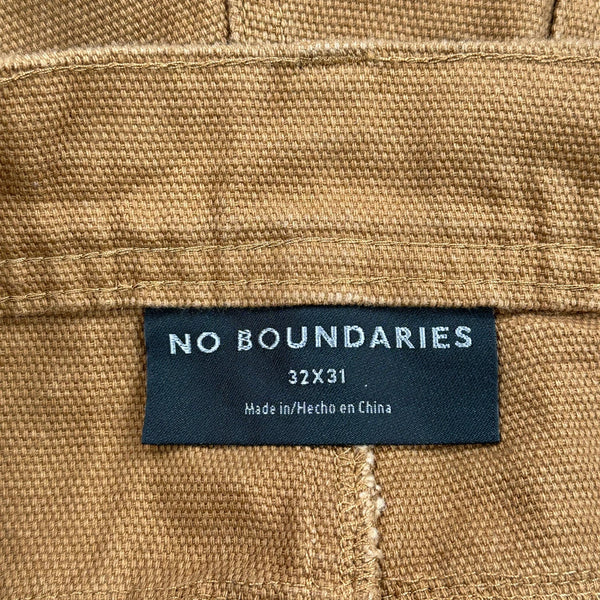 NO BOUNDARIES
32X31
Made in/Hecho en China